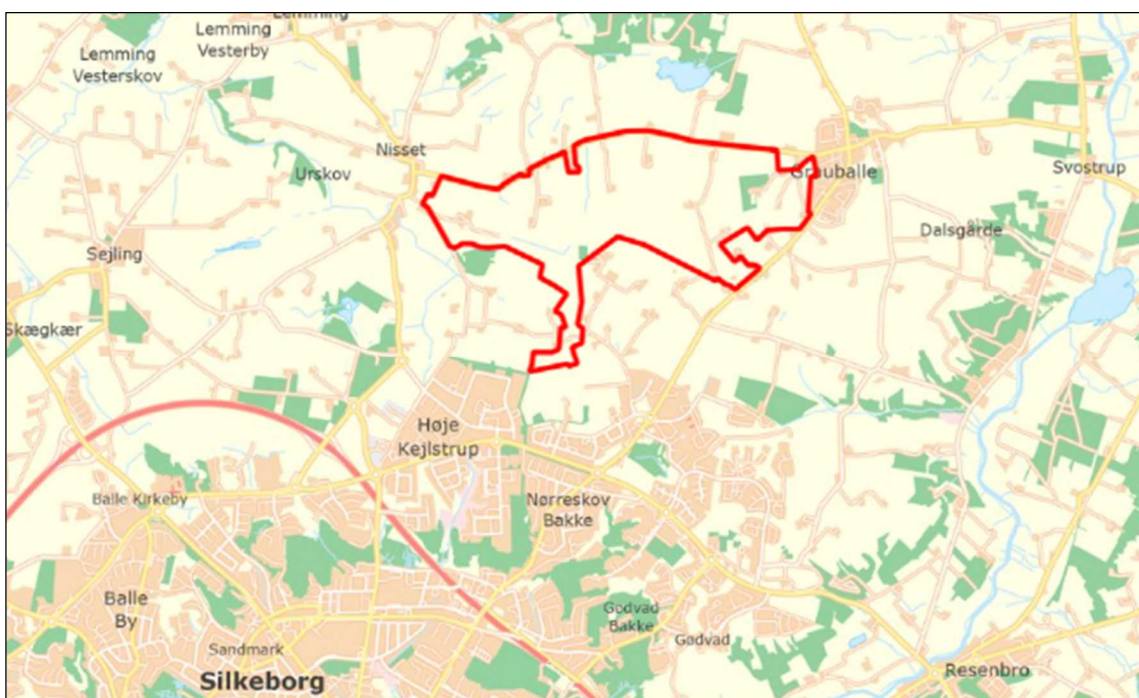 Lemming
Lemming
Vesterby
Lemming
Vesterskov
Nisset
Urskov
Grauballe
Svostrup
Dalsgårde
Sejling
Skægkær
Høje
Kejlstrup
Balle Kirkeby
Nørreskov
Bakke
Balle
By
Gødvad
Bakke
Gødvad
Sandmark
Silkeborg
Resenbro